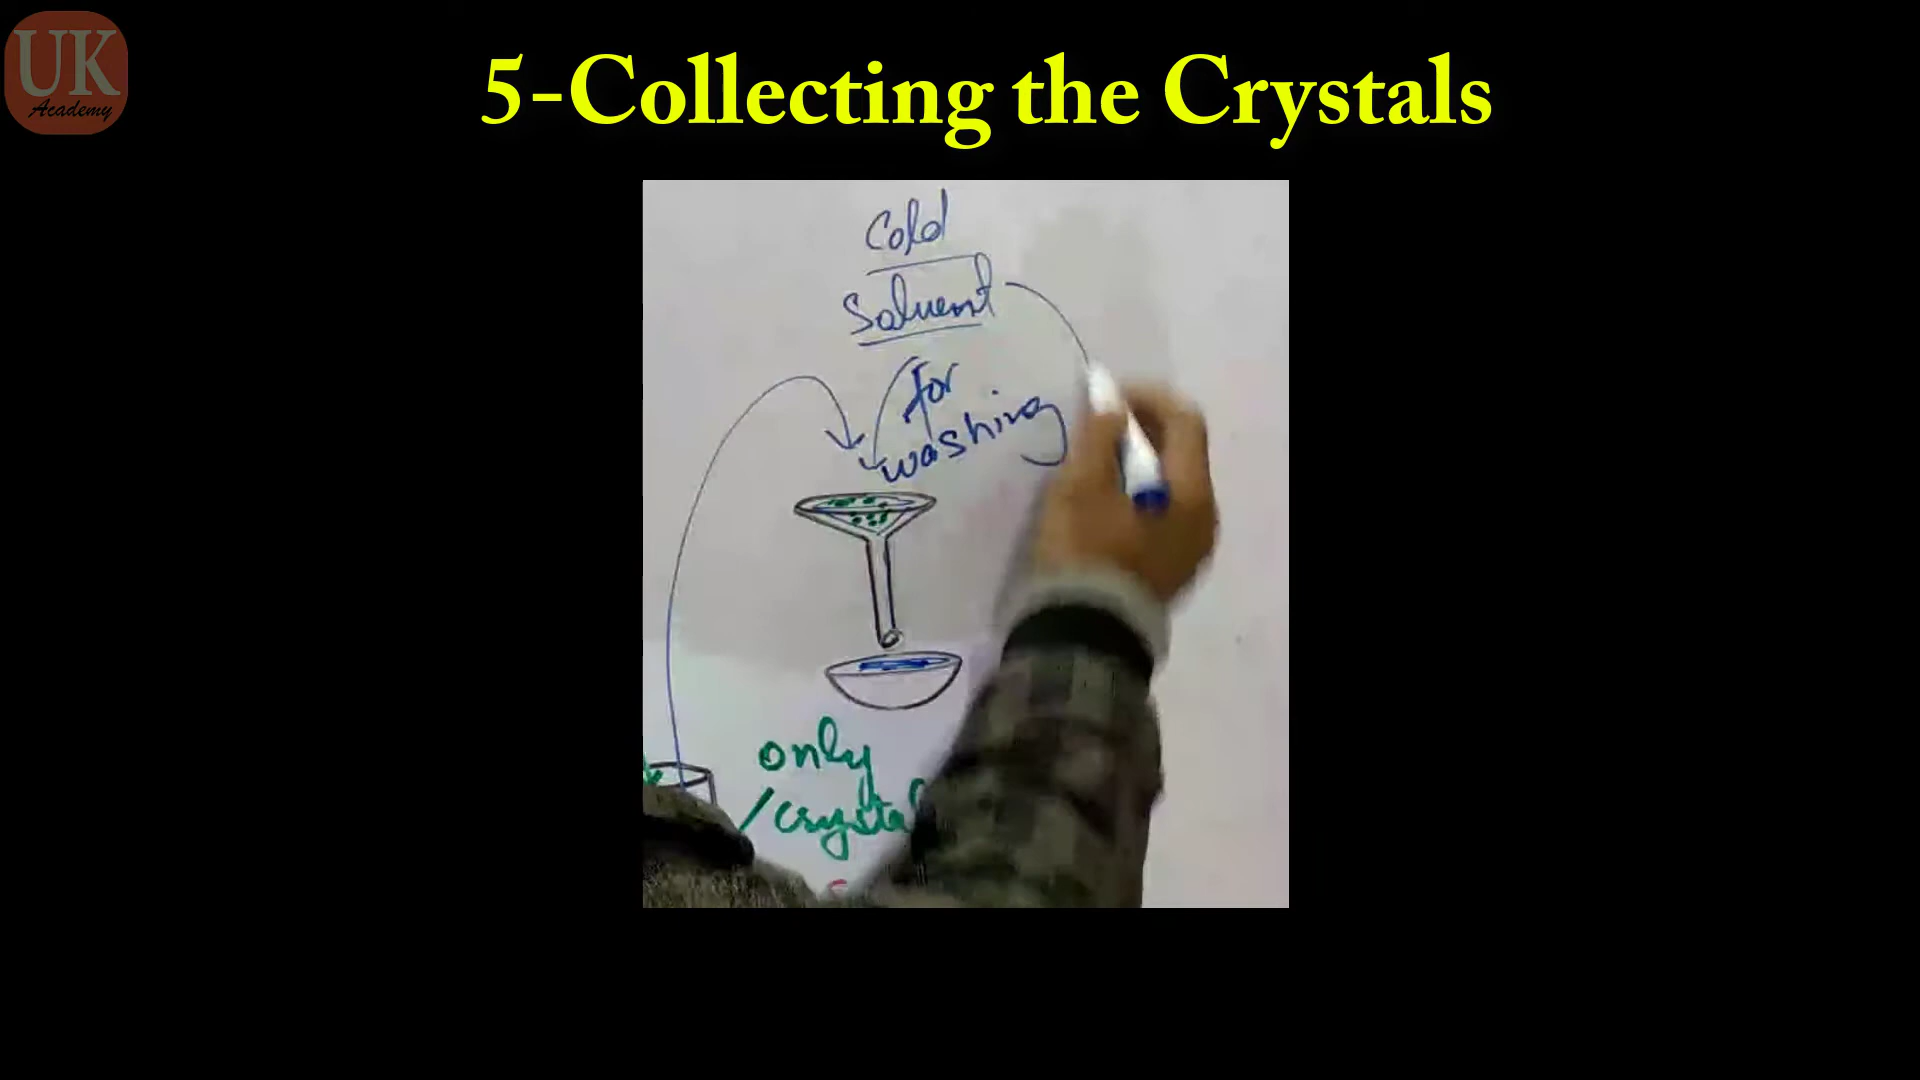 UK
Academy
5-Collecting the Crystals
Cold
Solvent
for
washing
only
crystal